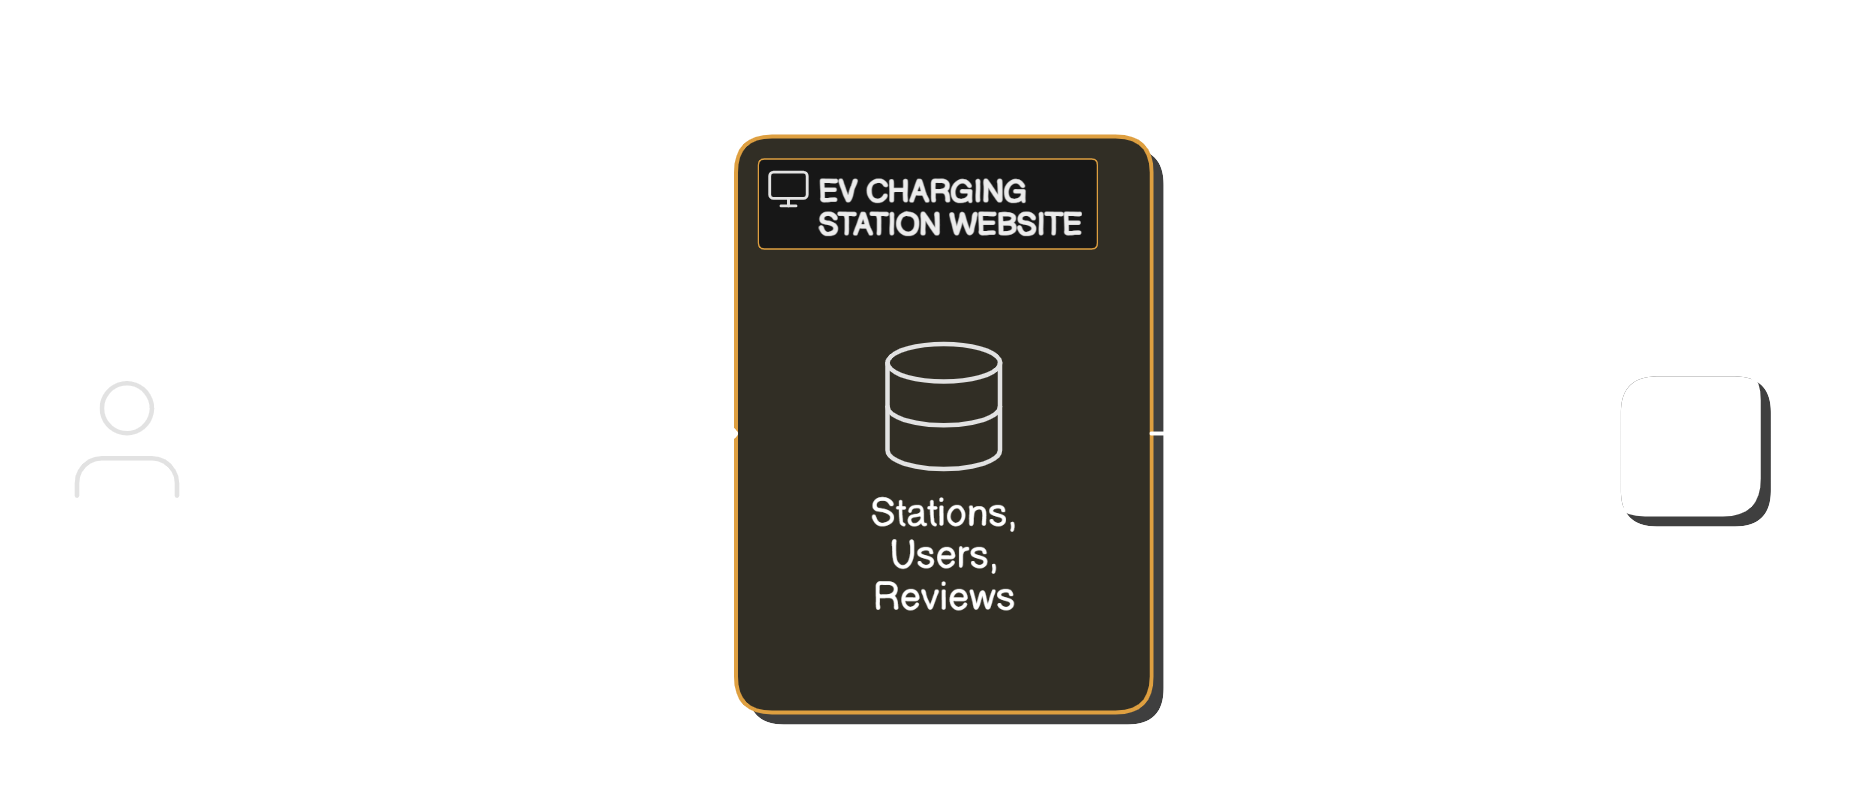 EV CHARGING
STATION WEBSITE
Stations,
Users,
Reviews